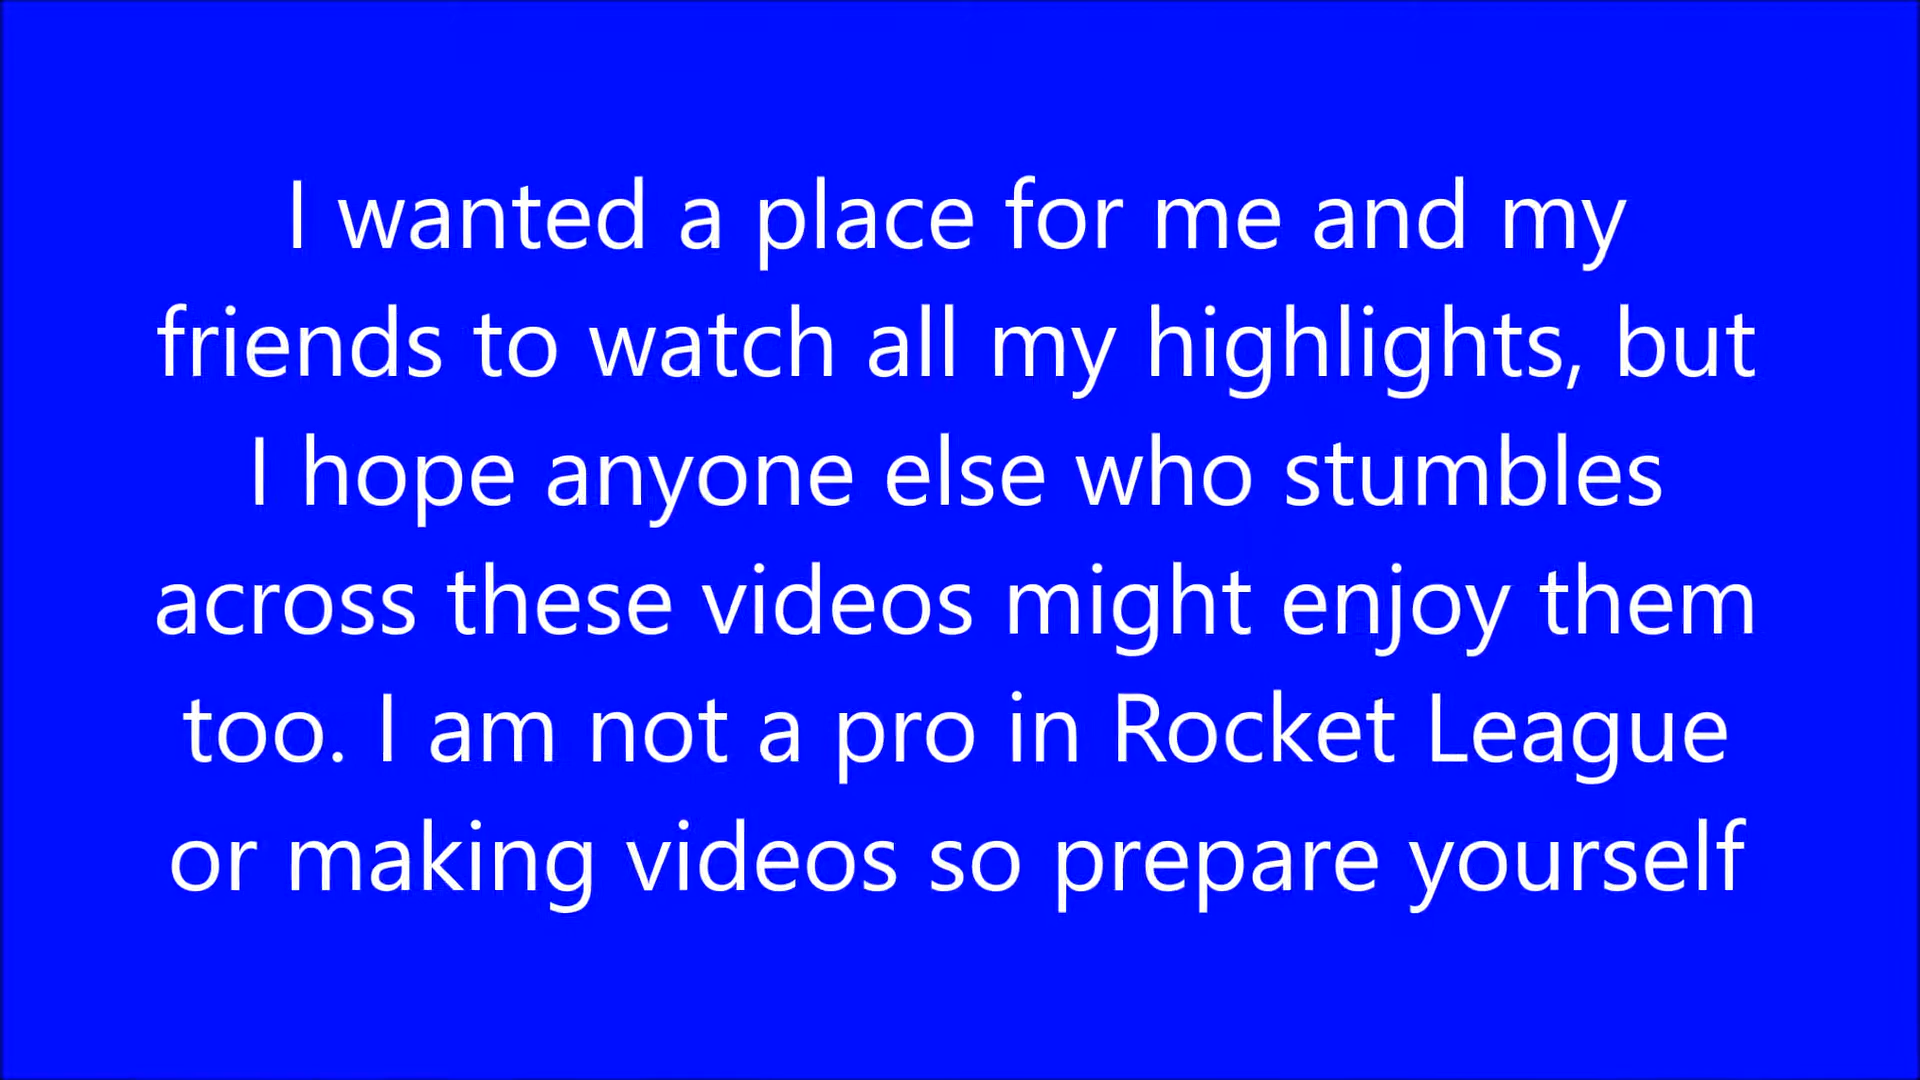 I wanted a place for me and my
friends to watch all my highlights, but
I hope anyone else who stumbles
across these videos might enjoy them
too. I am not a pro in Rocket League
or making videos so prepare yourself